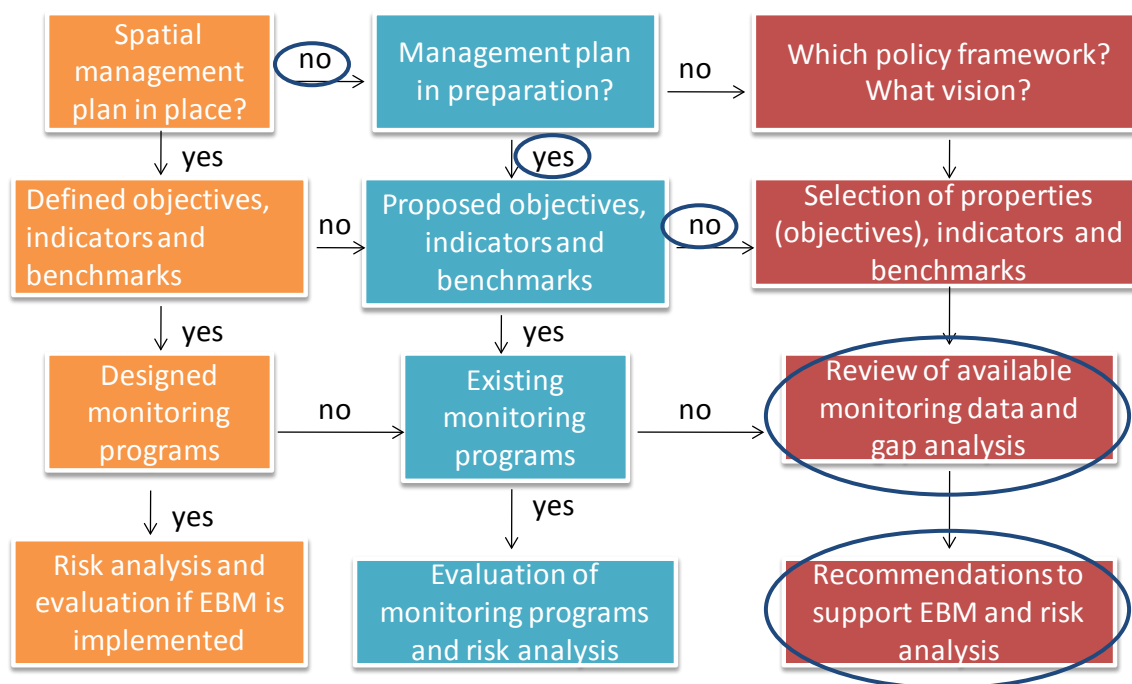 Spatial
management
plan in place?
no
Management plan
in preparation?
no
Which policy framework?
What vision?
yes
yes
Defined objectives,
indicators and
benchmarks
no
Proposed objectives,
indicators and
benchmarks
no
Selection of properties
(objectives), indicators and
benchmarks
yes
yes
Designed
monitoring
programs
no
Existing
monitoring
programs
no
Review of available
monitoring data and
gap analysis
yes
yes
Risk analysis and
evaluation if EBM is
implemented
Evaluation of
monitoring programs
and risk analysis
Recommendations to
support EBM and risk
analysis